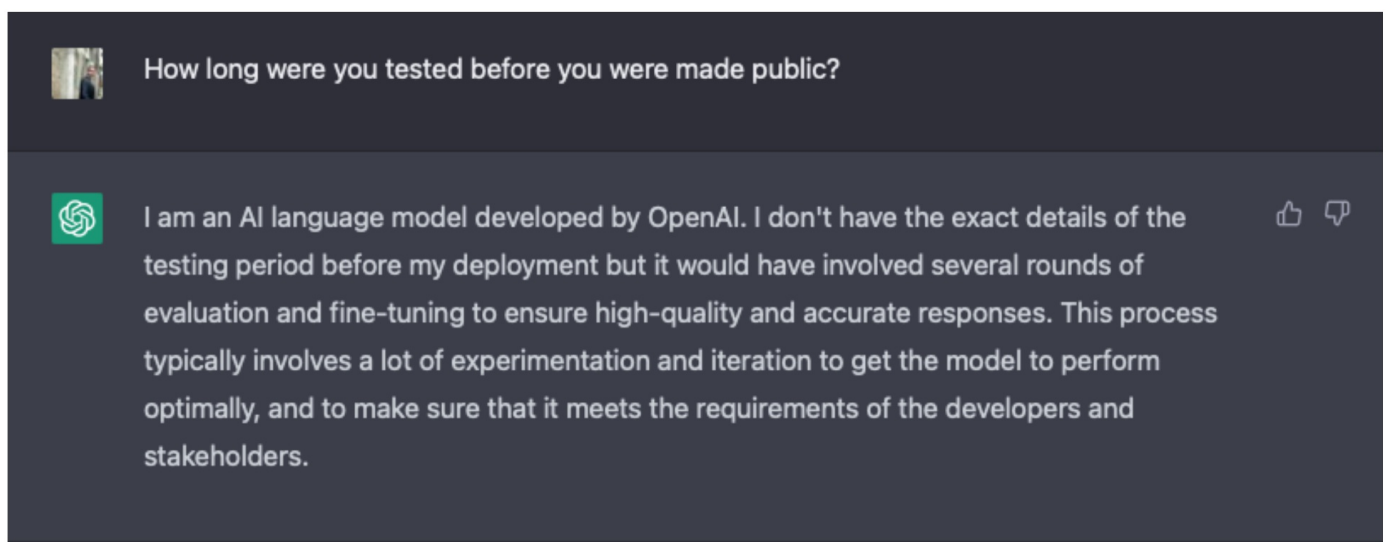 How long were you tested before you were made public?
I am an AI language model developed by OpenAI. I don't have the exact details of the
testing period before my deployment but it would have involved several rounds of
evaluation and fine-tuning to ensure high-quality and accurate responses. This process
typically involves a lot of experimentation and iteration to get the model to perform
optimally, and to make sure that it meets the requirements of the developers and
stakeholders.